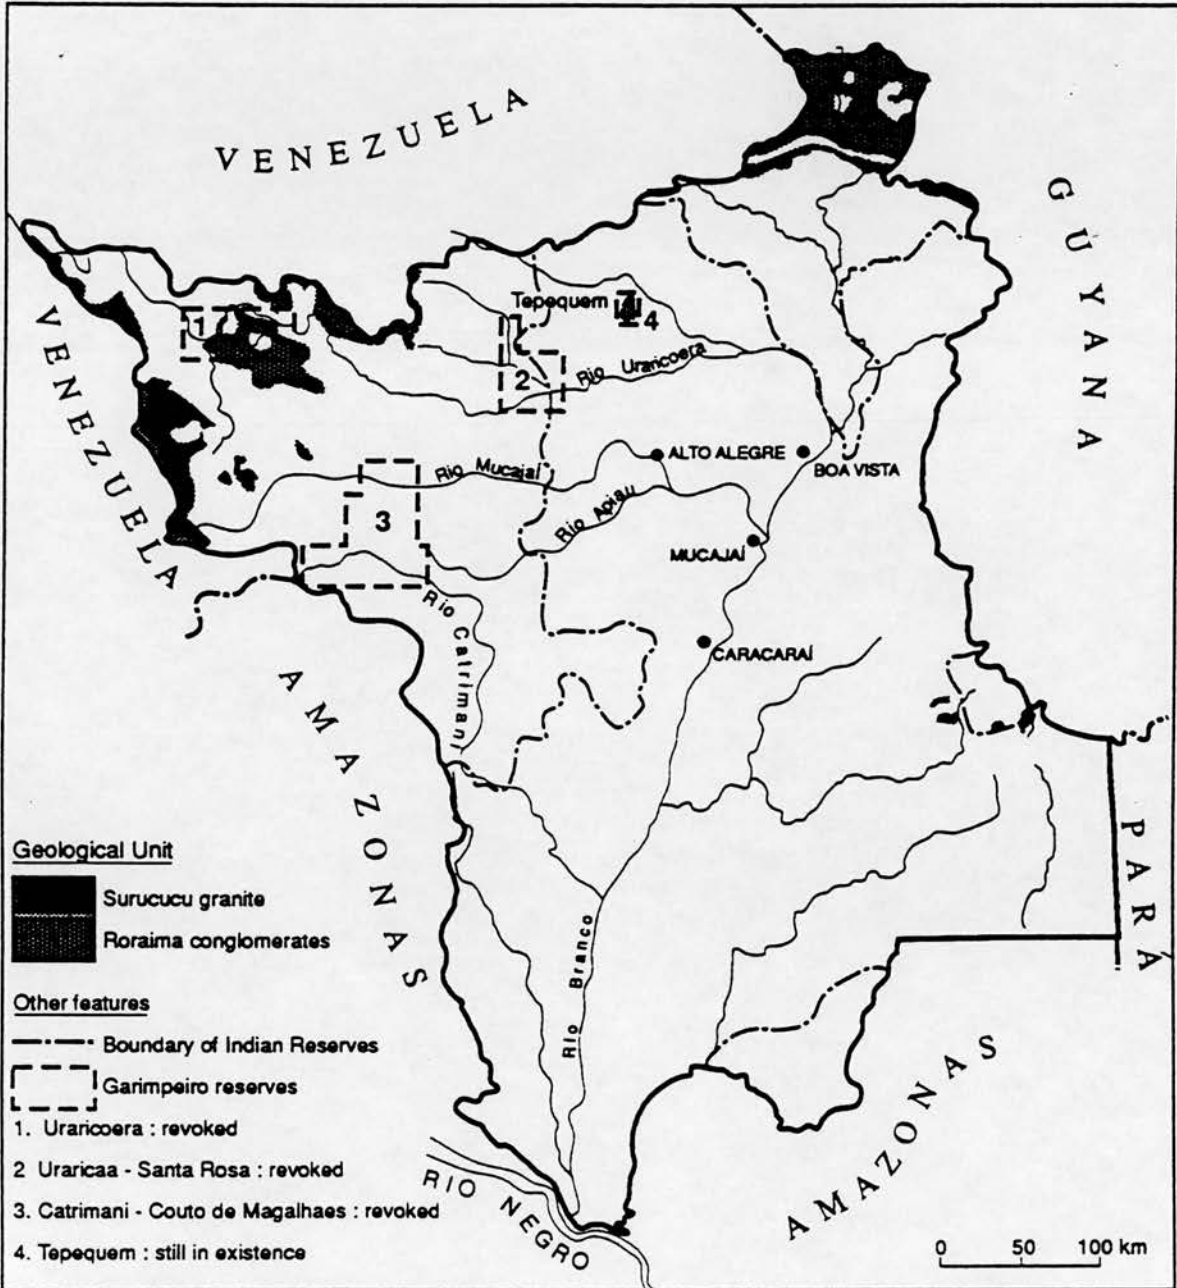 VENEZUELA
GUYANA
VENEZUELA
1
Tepequem
4
2
Rio Uraricoera
Rio Mucajaí
ALTO ALEGRE
BOA VISTA
3
Rio Apiau
MUCAJAÍ
Rio Catrimani
CARACARAÍ
AMAZONAS
PARÁ
Rio Branco
AMAZONAS
RIO NEGRO
Geological Unit
Surucucu granite
Roraima conglomerates
Other features
Boundary of Indian Reserves
Garimpeiro reserves
1. Uraricoera : revoked
2 Uraricaa - Santa Rosa : revoked
3. Catrimani - Couto de Magalhaes : revoked
4. Tepequem : still in existence
0 50 100 km